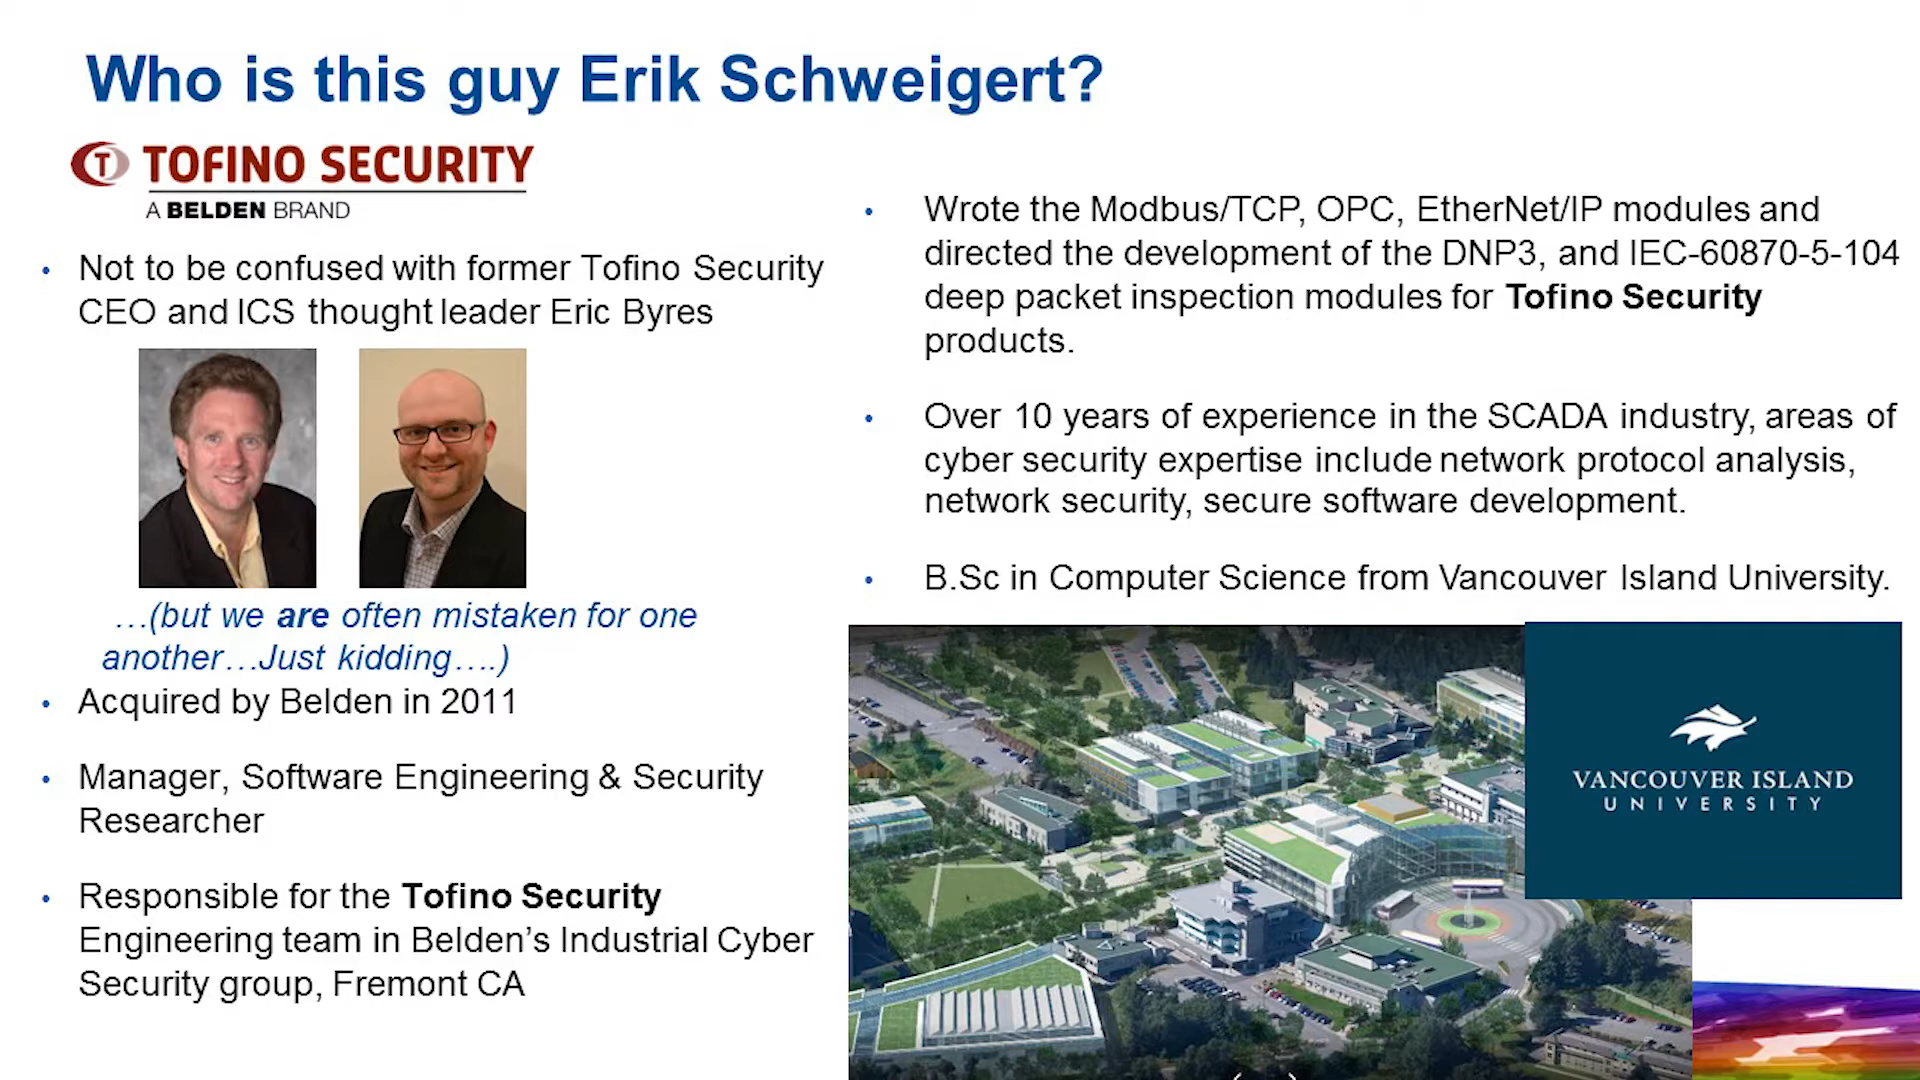 Who is this guy Erik Schweigert?
T
TOFINO SECURITY
A BELDEN BRAND
• Not to be confused with former Tofino Security
CEO and ICS thought leader Eric Byres
…(but we are often mistaken for one
another…Just kidding….)
• Acquired by Belden in 2011
• Manager, Software Engineering & Security
Researcher
• Responsible for the Tofino Security
Engineering team in Belden’s Industrial Cyber
Security group, Fremont CA
• Wrote the Modbus/TCP, OPC, EtherNet/IP modules and
directed the development of the DNP3, and IEC-60870-5-104
deep packet inspection modules for Tofino Security
products.
• Over 10 years of experience in the SCADA industry, areas of
cyber security expertise include network protocol analysis,
network security, secure software development.
• B.Sc in Computer Science from Vancouver Island University.
VANCOUVER ISLAND
UNIVERSITY